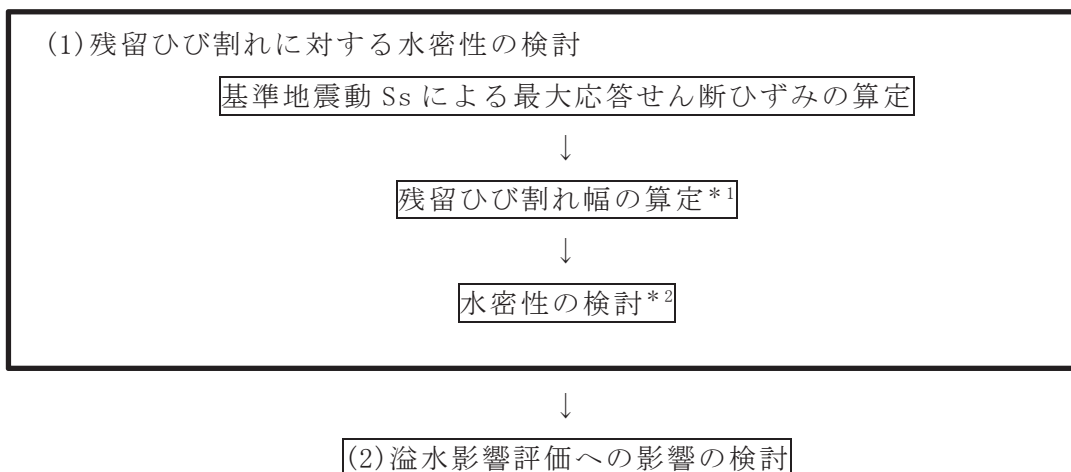 (1)残留ひび割れに対する水密性の検討
基準地震動 Ss による最大応答せん断ひずみの算定
↓
残留ひび割れ幅の算定*1
↓
水密性の検討*2
↓
(2)溢水影響評価への影響の検討